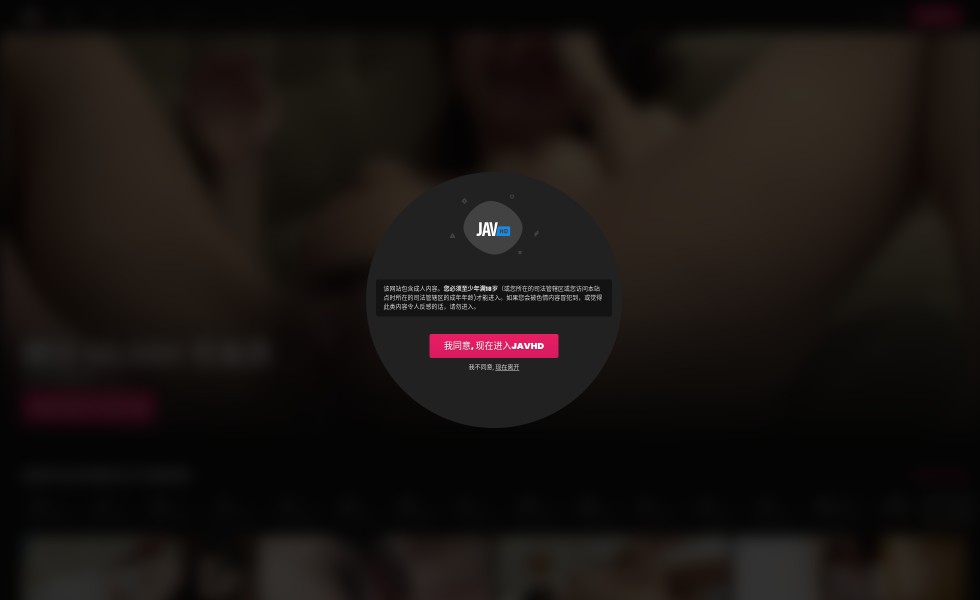 JAV HD
该网站包含成人内容。您必须至少年满18岁（或您所在的司法管辖区或您访问本站
点时所在的司法管辖区的成年年龄)才能进入。如果您会被色情内容冒犯到，或觉得
此类内容令人反感的话，请勿进入。
我同意, 现在进入JAVHD
我不同意, 现在离开